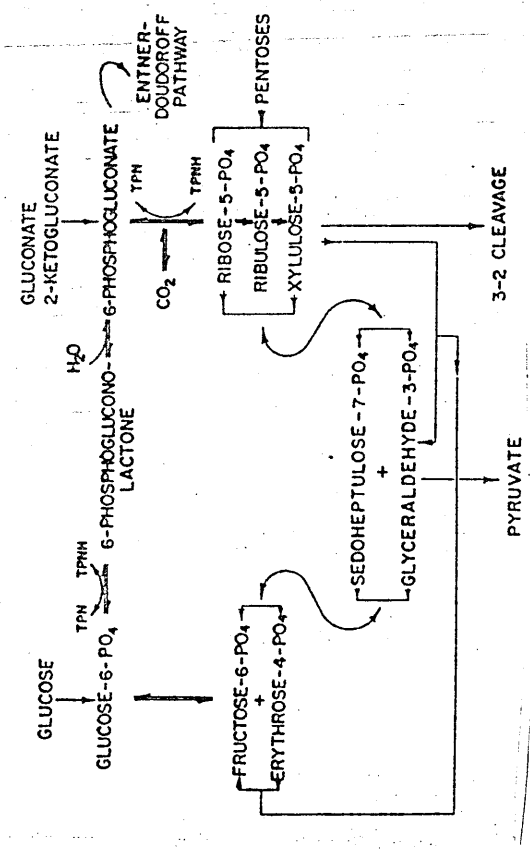 GLUCOSE
GLUCOSE-6-PO4
TPN
TPNH
6-PHOSPHOGLUCONO-
LACTONE
H2O
GLUCONATE
2-KETOGLUCONATE
6-PHOSPHOGLUCONATE
ENTNER-
DOUDOROFF
PATHWAY
TPN
TPNH
CO2
RIBOSE-5-PO4
RIBULOSE-5-PO4
XYLULOSE-5-PO4
PENTOSES
FRUCTOSE-6-PO4
+
ERYTHROSE-4-PO4
SEDOHEPTULOSE-7-PO4
+
GLYCERALDEHYDE-3-PO4
PYRUVATE
3-2 CLEAVAGE